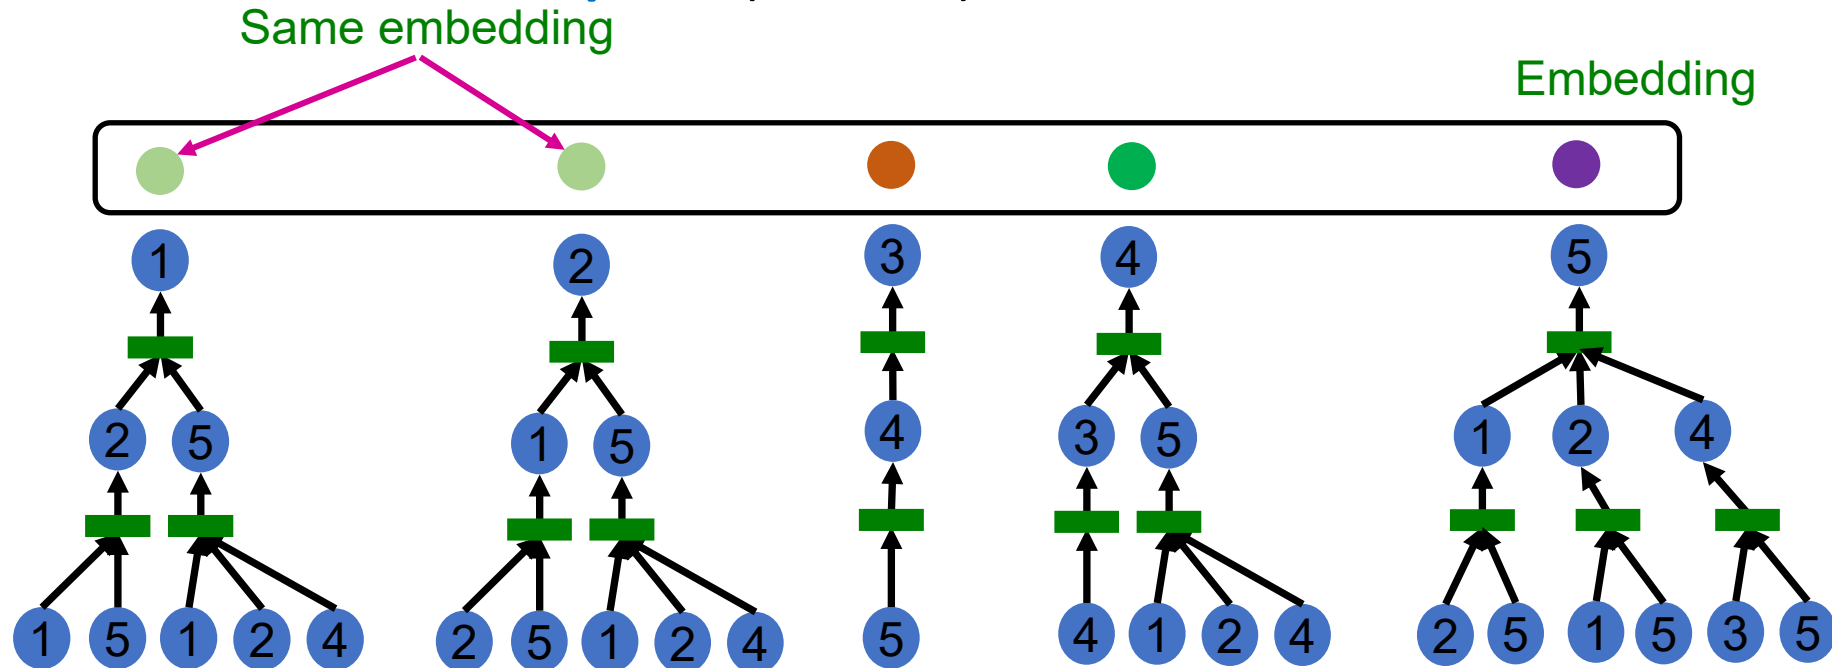 Same embedding
Embedding
1 2 3 4 5
2 5 1 5 4 3 5 1 2 4
1 5 1 2 4 2 5 1 2 4 5 4 1 2 4 2 5 1 5 3 5